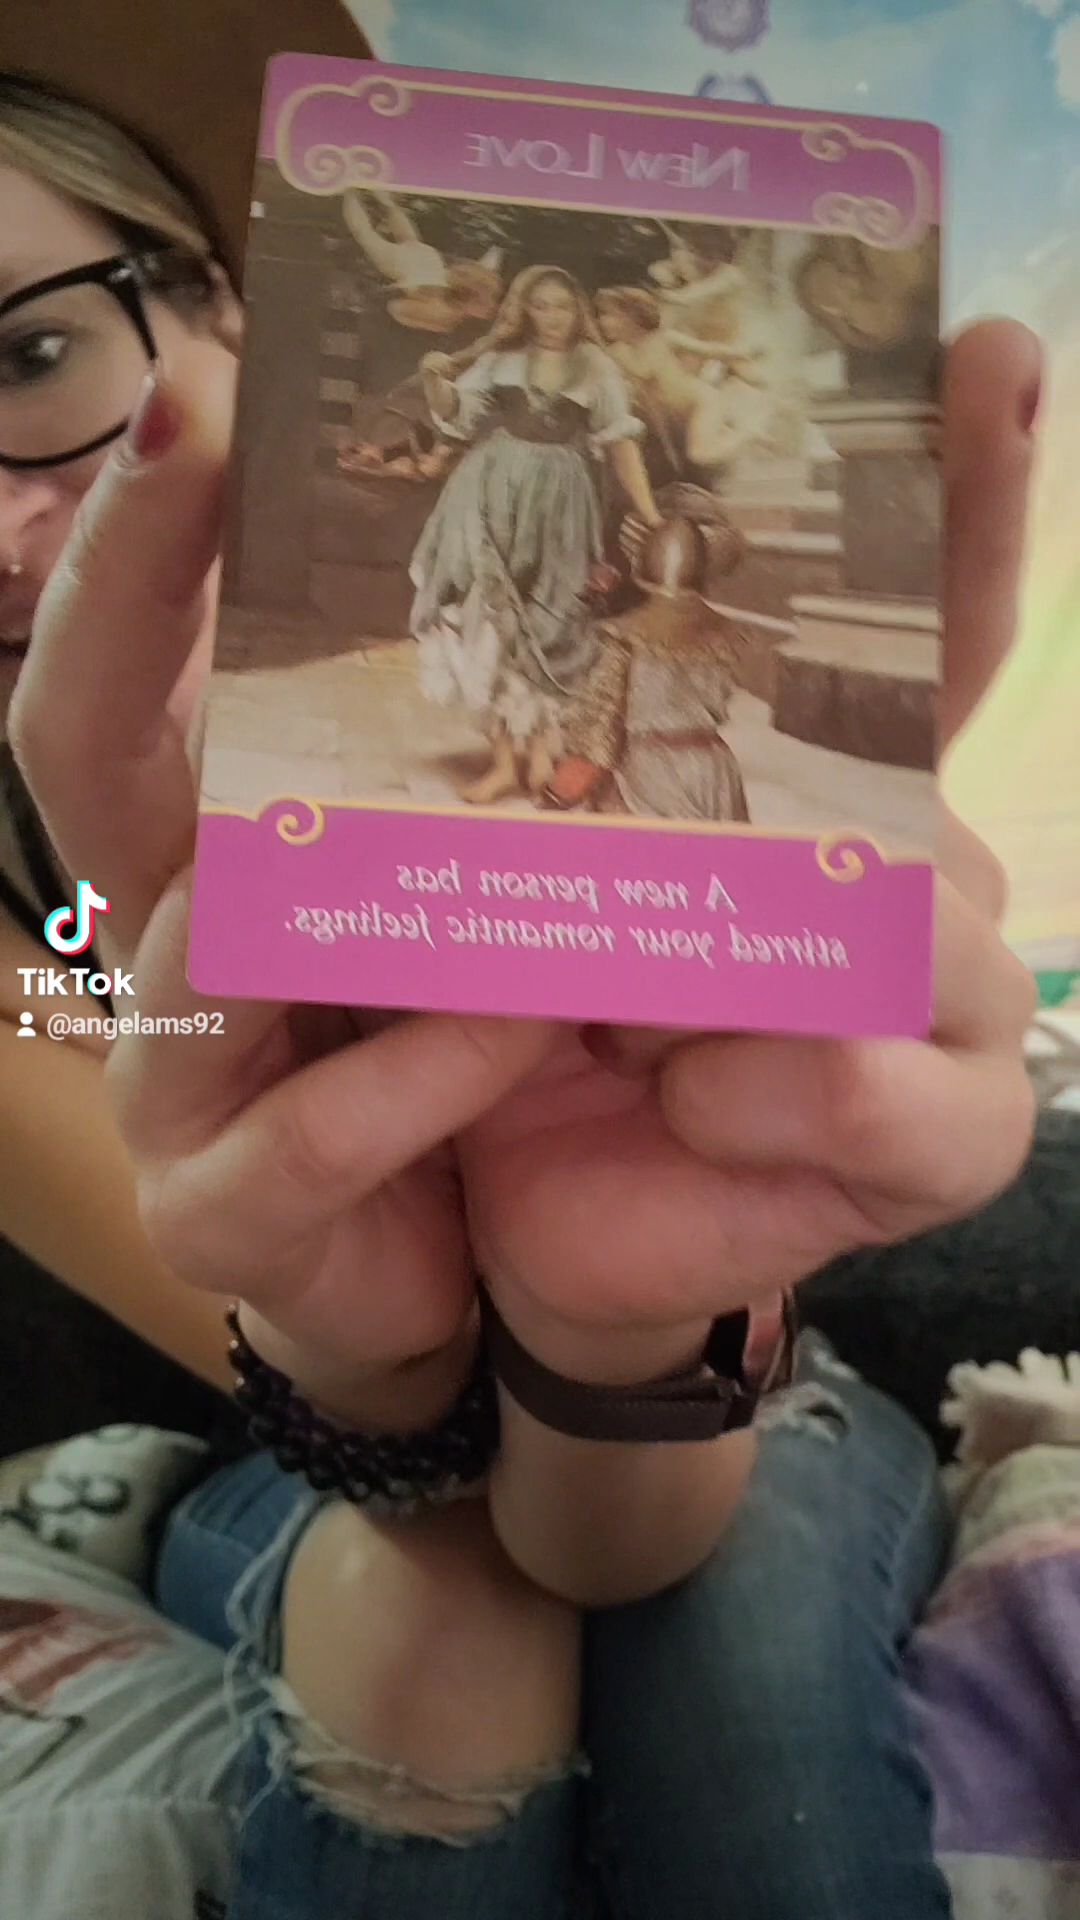 New Love
A new person has
stirred your romantic feelings.
TikTok
@angelams92